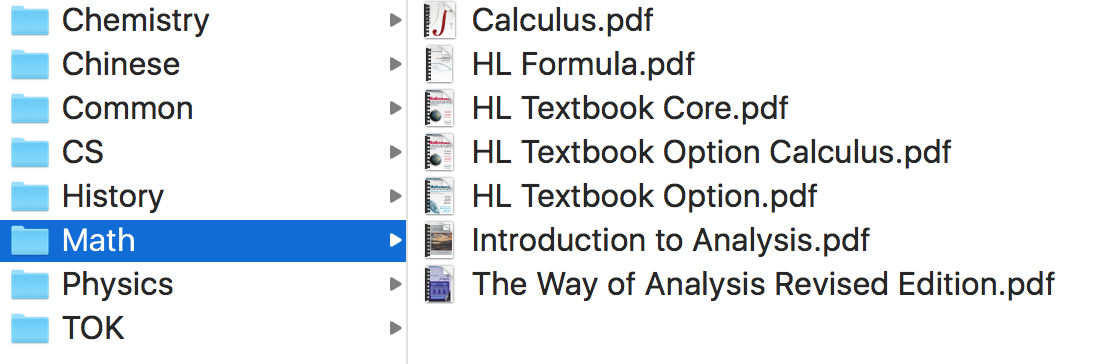 Chemistry
Chinese
Common
CS
History
Math
Physics
TOK
Calculus.pdf
HL Formula.pdf
HL Textbook Core.pdf
HL Textbook Option Calculus.pdf
HL Textbook Option.pdf
Introduction to Analysis.pdf
The Way of Analysis Revised Edition.pdf